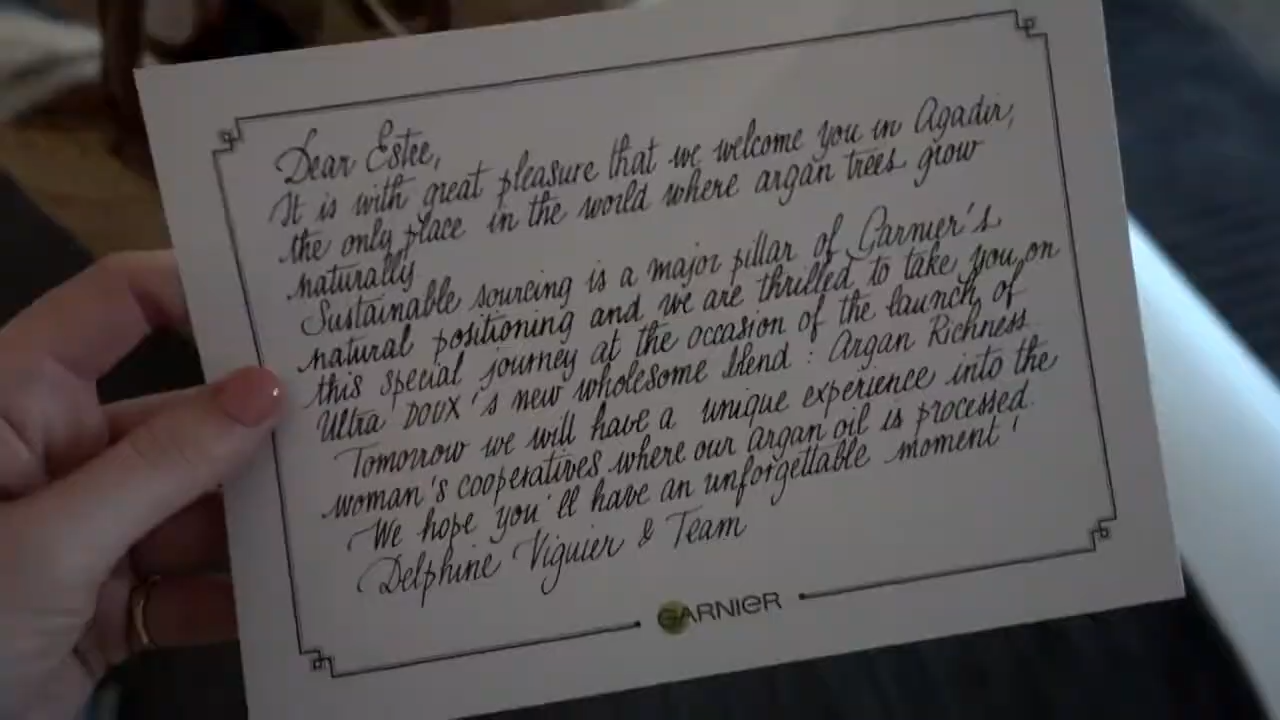 Dear Estee,
It is with great pleasure that we welcome you in Agadir,
the only place in the world where argan trees grow
naturally
Sustainable sourcing is a major pillar of Garnier's
natural positioning and we are thrilled to take you on
this special journey at the occasion of the launch of
Ultra DOUX 's new wholesome blend : Argan Richness
Tomorrow we will have a unique experience into the
woman's cooperatives where our argan oil is processed.
We hope you'll have an unforgettable moment !
Delphine Viguier & Team
GARNIER